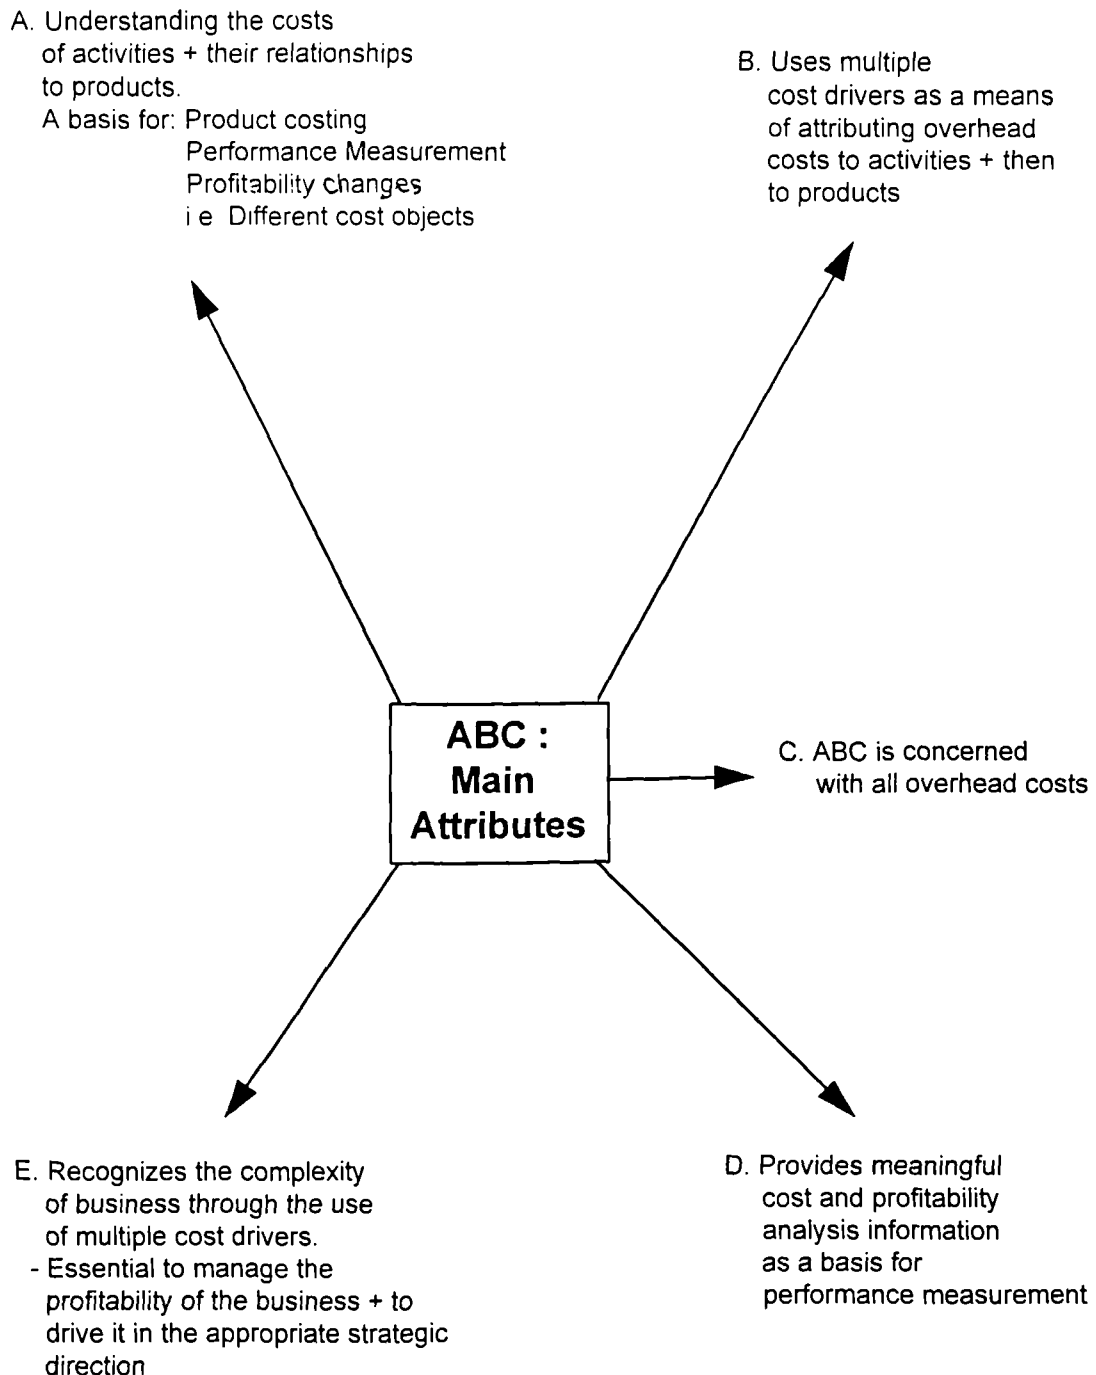 A. Understanding the costs
of activities + their relationships
to products.
A basis for: Product costing
Performance Measurement
Profitability changes
i e Different cost objects
B. Uses multiple
cost drivers as a means
of attributing overhead
costs to activities + then
to products
ABC :
Main
Attributes
C. ABC is concerned
with all overhead costs
D. Provides meaningful
cost and profitability
analysis information
as a basis for
performance measurement
E. Recognizes the complexity
of business through the use
of multiple cost drivers.
- Essential to manage the
profitability of the business + to
drive it in the appropriate strategic
direction